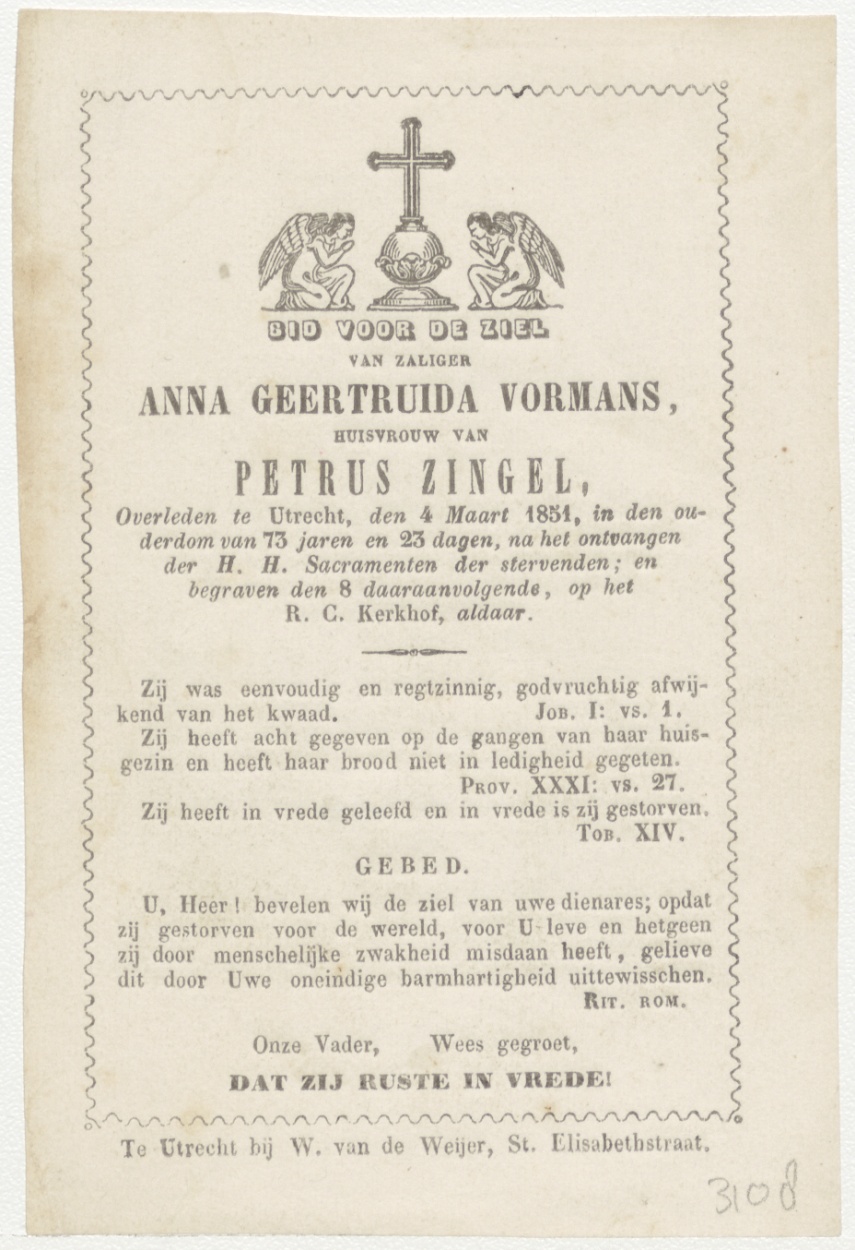 BID VOOR DE ZIEL
VAN ZALIGER
ANNA GEERTRUIDA VORMANS,
HUISVROUW VAN
PETRUS ZINGEL,
Overleden te Utrecht, den 4 Maart 1851, in den ou-
derdom van 73 jaren en 23 dagen, na het ontvangen
der H. H. Sacramenten der stervenden; en
begraven den 8 daaraanvolgende, op het
R. C. Kerkhof, aldaar.
Zij was eenvoudig en regtzinnig, godvruchtig afwij-
kend van het kwaad. JOB. I: vs. 1.
Zij heeft acht gegeven op de gangen van haar huis-
gezin en heeft haar brood niet in ledigheid gegeten.
PROV. XXXI: vs. 27.
Zij heeft in vrede geleefd en in vrede is zij gestorven.
TOB. XIV.
GEBED.
U, Heer! bevelen wij de ziel van uwe dienares; opdat
zij gestorven voor de wereld, voor U leve en hetgeen
zij door menschelijke zwakheid misdaan heeft, gelieve
dit door Uwe oneindige barmhartigheid uittewisschen.
RIT. ROM.
Onze Vader, Wees gegroet,
DAT ZIJ RUSTE IN VREDE!
Te Utrecht bij W. van de Weijer, St. Elisabethstraat.
3108